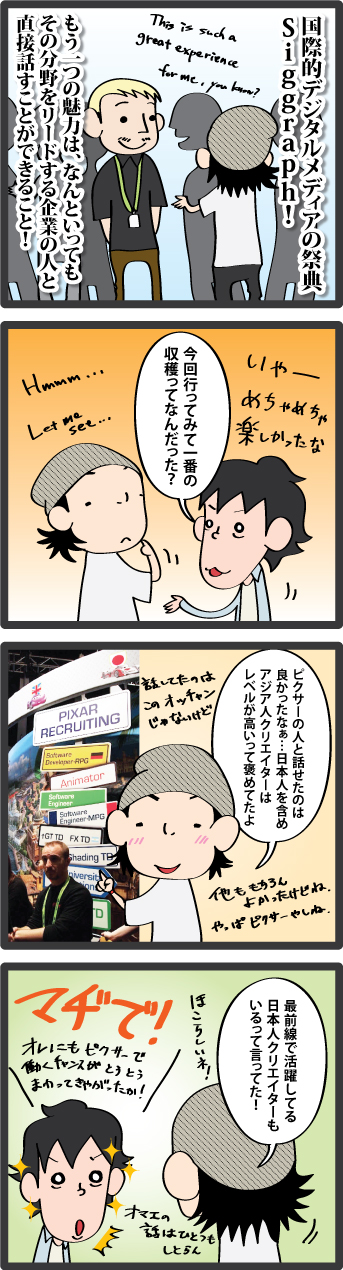 国際的デジタルメディアの祭典
Siggraph！
This is such a
great experience
for me, you know?
もう一つの魅力は、なんといっても
その分野をリードする企業の人と
直接話すことができること！
いやー
めちゃめちゃ
楽しかったな
今回行ってみて一番の
収穫ってなんだった？
Hmmm...
Let me
see...
ピクサーの人と話せたのは
良かったなぁ…日本人を含め
アジア人クリエイターは
レベルが高いって褒めてたよ
話してたのは
このオッチャン
じゃないけど
PIXAR
RECRUITING
Software
Developer-RPG
Animator
Software
Engineer
Software
Engineer-MPG
GT TD
FX TD
Shading TD
University
TD
他ももちろん
よかったけどね。
やっぱピクサーやしね。
最前線で活躍してる
日本人クリエイターも
いるって言ってた！
ほこらしいネ！
マヂで！
オレにもピクサーで
働くチャンスがとうとう
まわってきやがったか！
オマエの
話はひとつも
しとらん